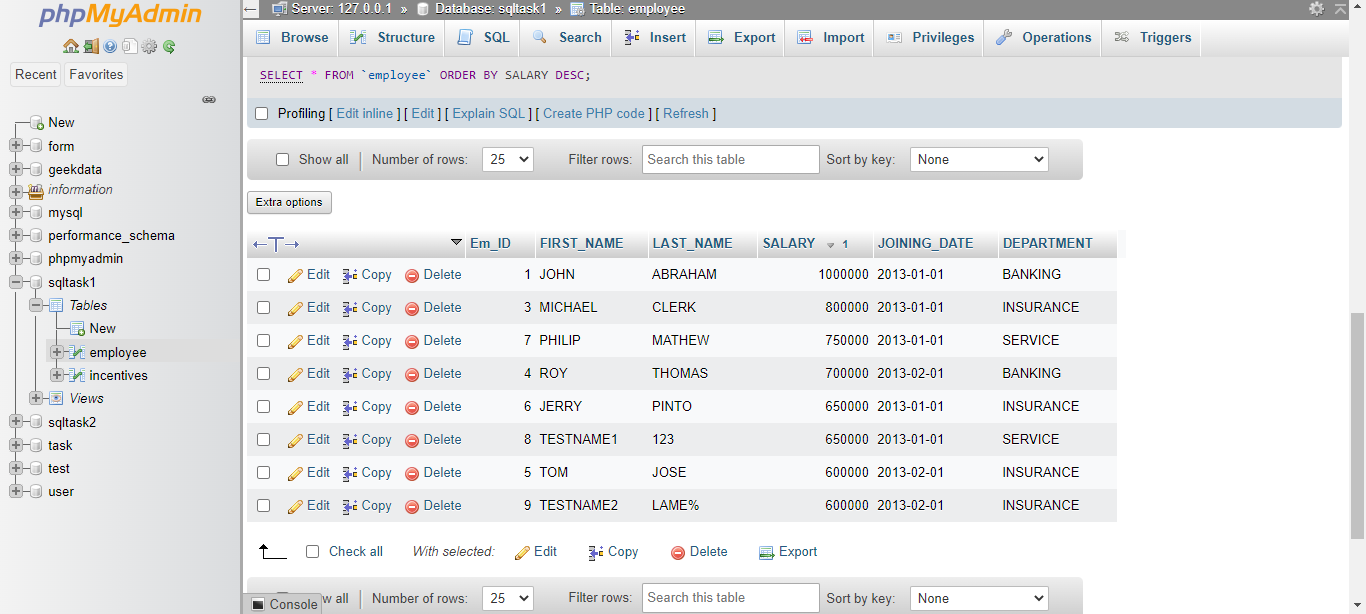 phpMyAdmin
Recent Favorites
New
form
geekdata
information
mysql
performance_schema
phpmyadmin
sqltask1
Tables
New
employee
incentives
Views
sqltask2
task
test
user
Server: 127.0.0.1 » Database: sqltask1 » Table: employee
Browse Structure SQL Search Insert Export Import Privileges Operations Triggers
SELECT * FROM `employee` ORDER BY SALARY DESC;
Profiling [ Edit inline ] [ Edit ] [ Explain SQL ] [ Create PHP code ] [ Refresh ]
Show all Number of rows: 25 Filter rows: Search this table Sort by key: None
Extra options
Em_ID FIRST_NAME LAST_NAME SALARY 1 JOINING_DATE DEPARTMENT
Edit Copy Delete 1 JOHN ABRAHAM 1000000 2013-01-01 BANKING
Edit Copy Delete 3 MICHAEL CLERK 800000 2013-01-01 INSURANCE
Edit Copy Delete 7 PHILIP MATHEW 750000 2013-01-01 SERVICE
Edit Copy Delete 4 ROY THOMAS 700000 2013-02-01 BANKING
Edit Copy Delete 6 JERRY PINTO 650000 2013-01-01 INSURANCE
Edit Copy Delete 8 TESTNAME1 123 650000 2013-01-01 SERVICE
Edit Copy Delete 5 TOM JOSE 600000 2013-02-01 INSURANCE
Edit Copy Delete 9 TESTNAME2 LAME% 600000 2013-02-01 INSURANCE
Check all With selected: Edit Copy Delete Export
w all Number of rows: 25 Filter rows: Search this table Sort by key: None
Console